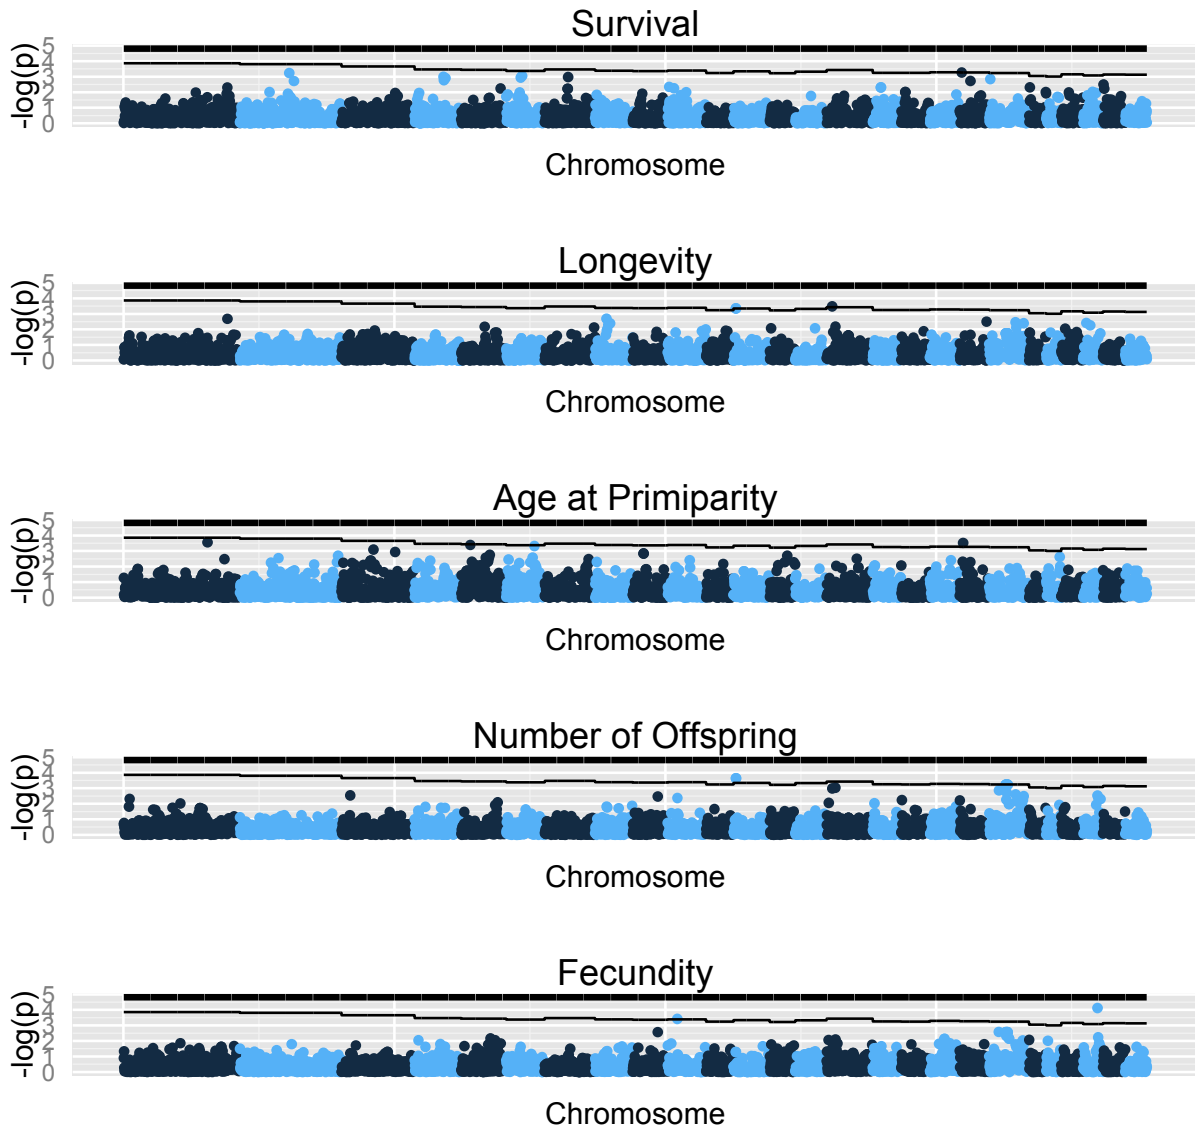 Survival
-log(p)
5
4
3
2
1
0
Chromosome
Longevity
-log(p)
5
4
3
2
1
0
Chromosome
Age at Primiparity
-log(p)
5
4
3
2
1
0
Chromosome
Number of Offspring
-log(p)
5
4
3
2
1
0
Chromosome
Fecundity
-log(p)
5
4
3
2
1
0
Chromosome